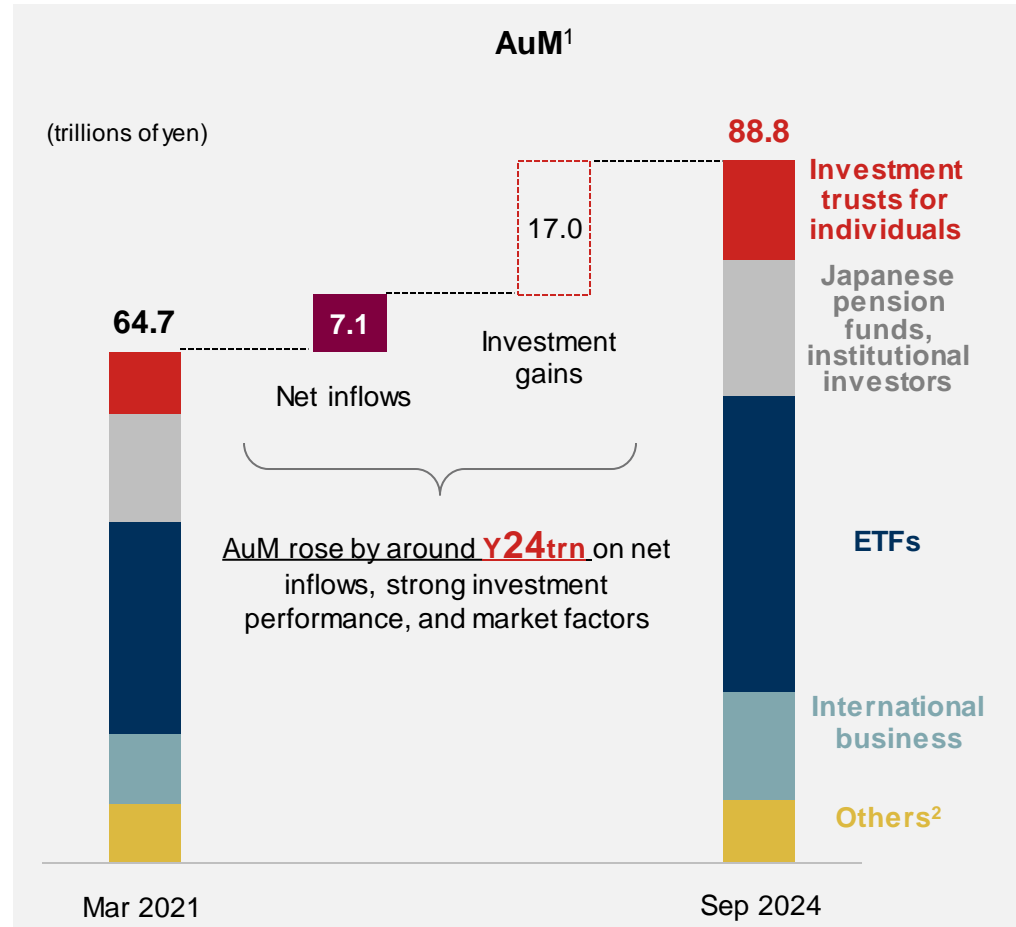 AuM1
(trillions of yen)
88.8
Investment
trusts for
individuals
17.0
Japanese
pension
funds,
institutional
investors
64.7
7.1
Investment
gains
Net inflows
AuM rose by around Y24trn on net
inflows, strong investment
performance, and market factors
ETFs
International
business
Others2
Mar 2021
Sep 2024